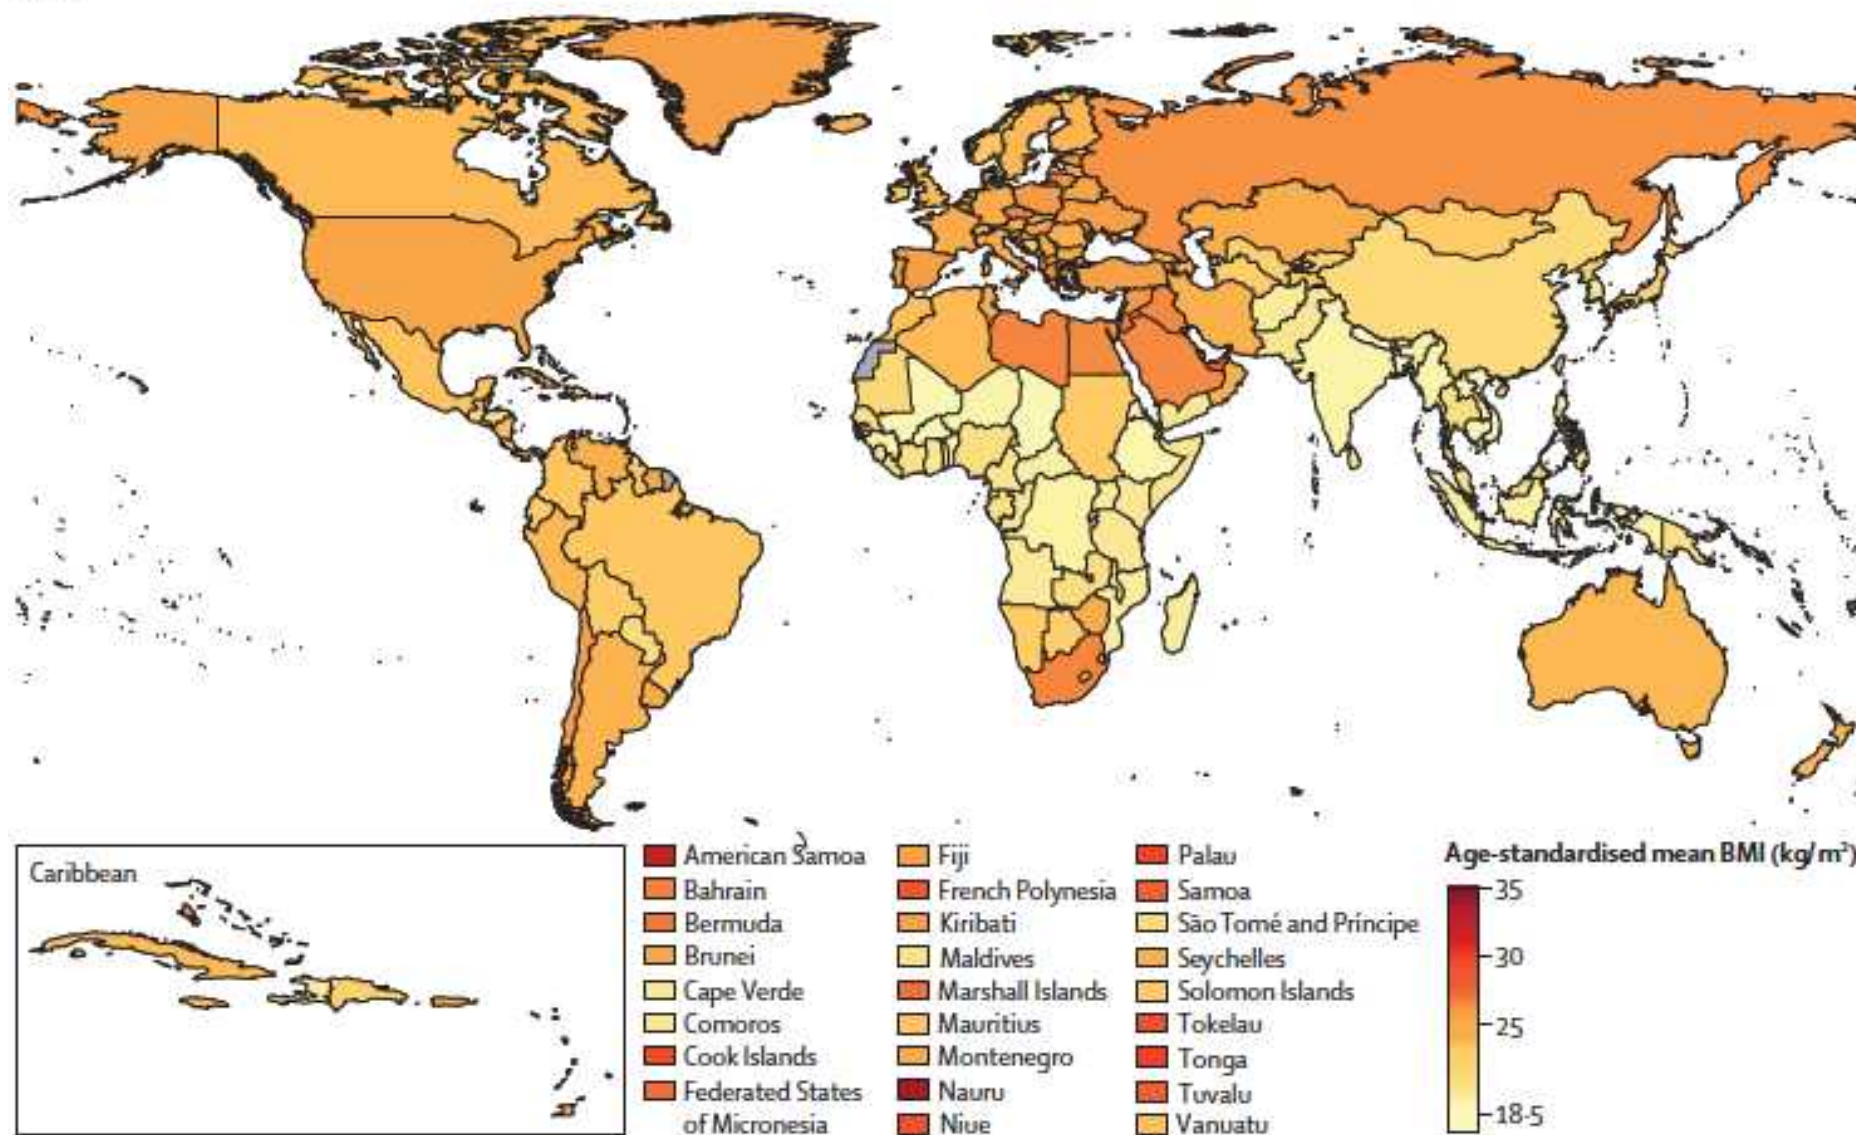 Caribbean
American Samoa
Bahrain
Bermuda
Brunei
Cape Verde
Comoros
Cook Islands
Federated States
of Micronesia
Fiji
French Polynesia
Kiribati
Maldives
Marshall Islands
Mauritius
Montenegro
Nauru
Niue
Palau
Samoa
São Tomé and Príncipe
Seychelles
Solomon Islands
Tokelau
Tonga
Tuvalu
Vanuatu
Age-standardised mean BMI (kg/m²)
35
30
25
18·5